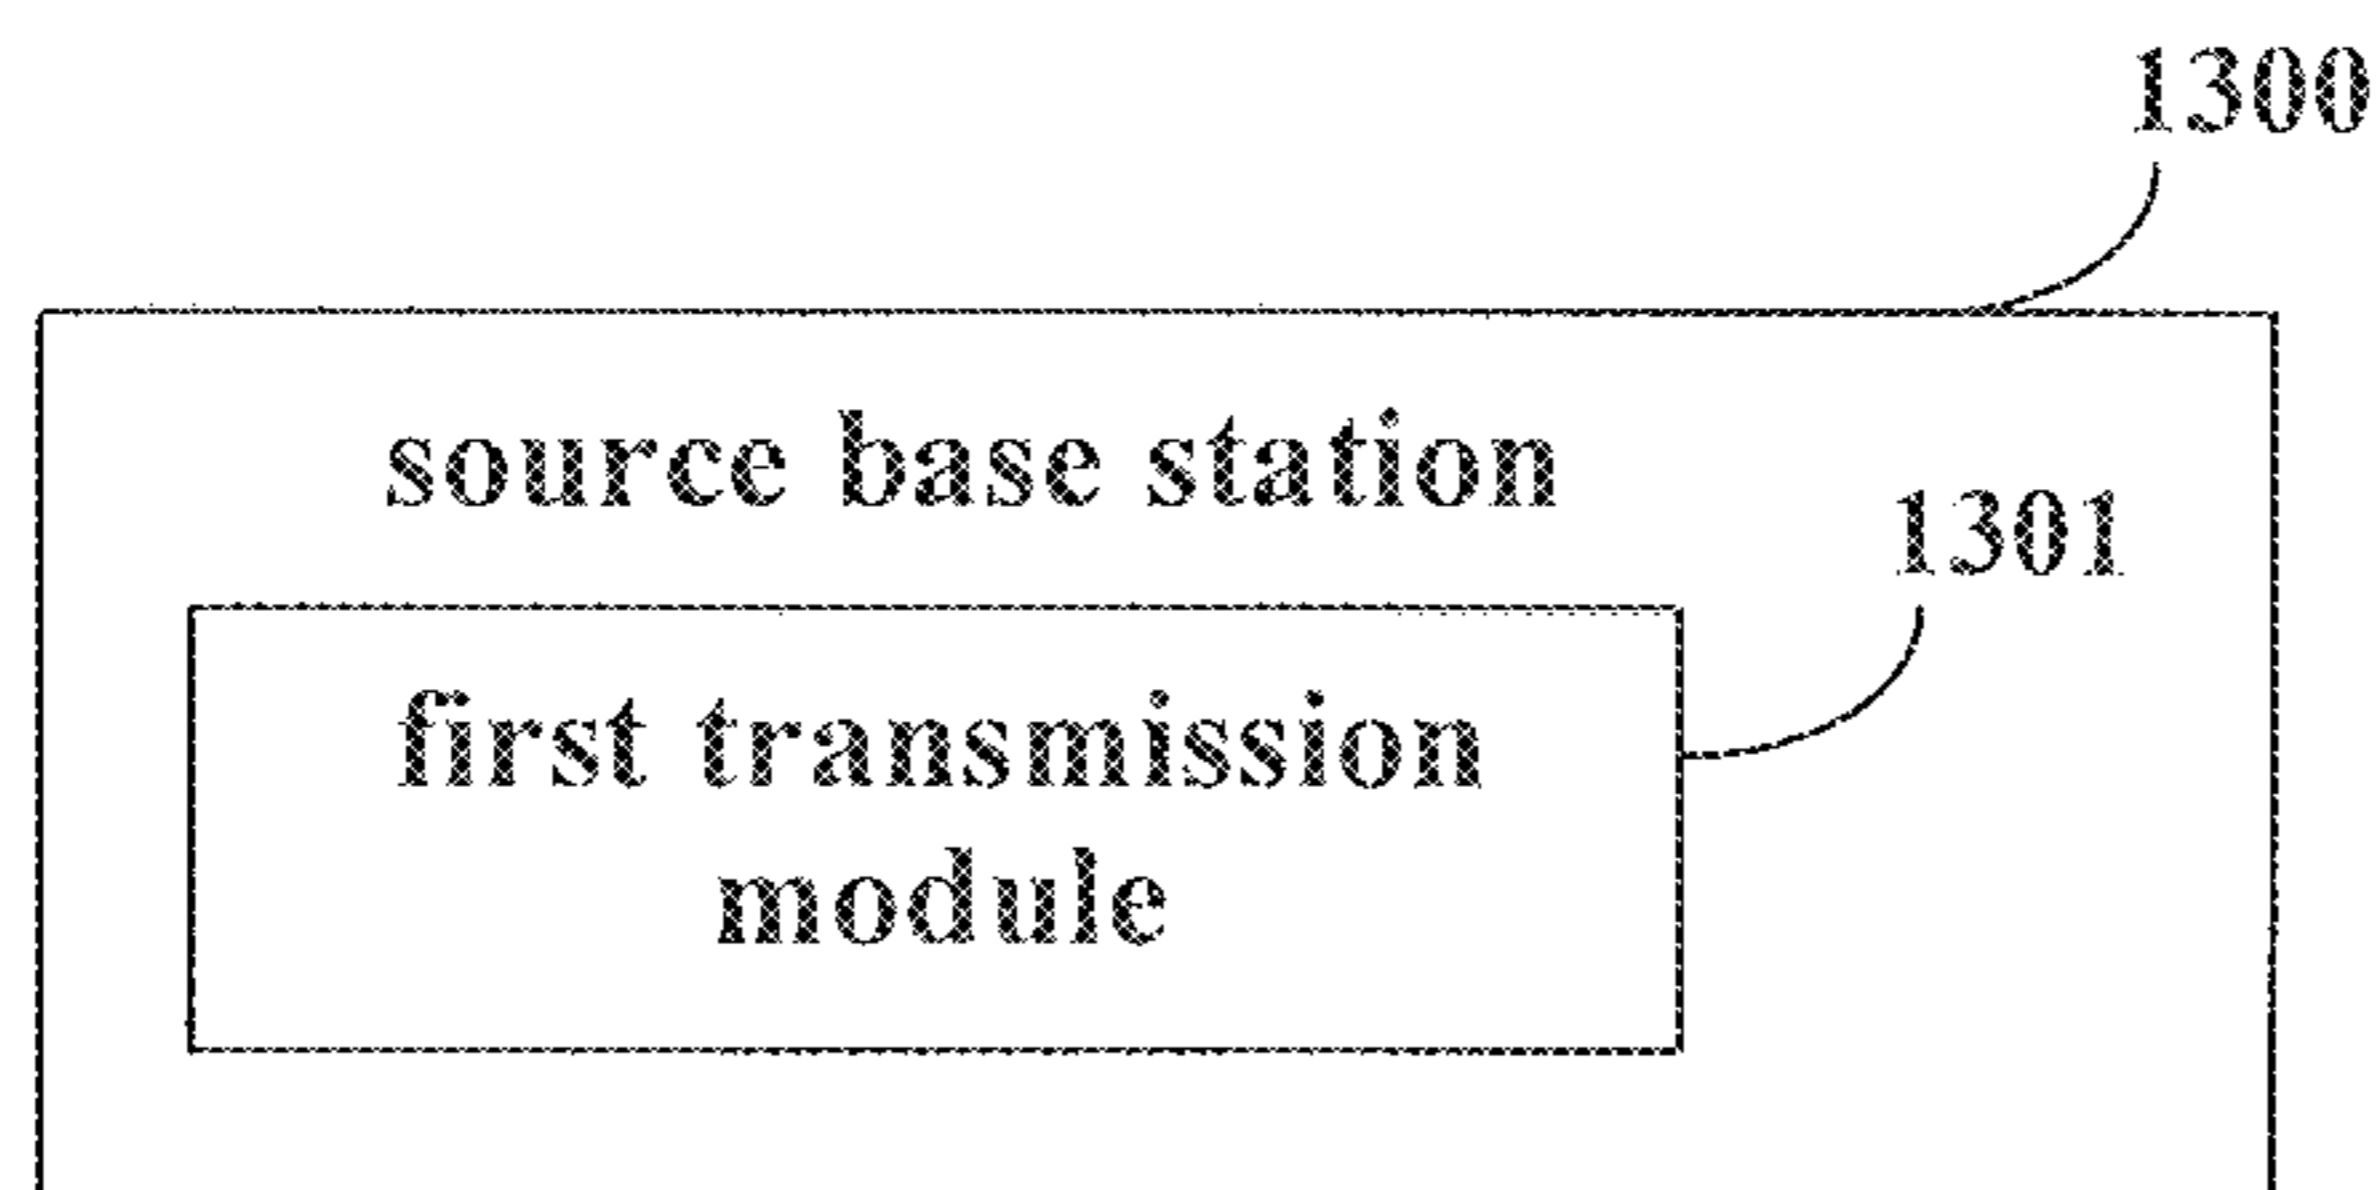 1300
source base station
1301
first transmission
module